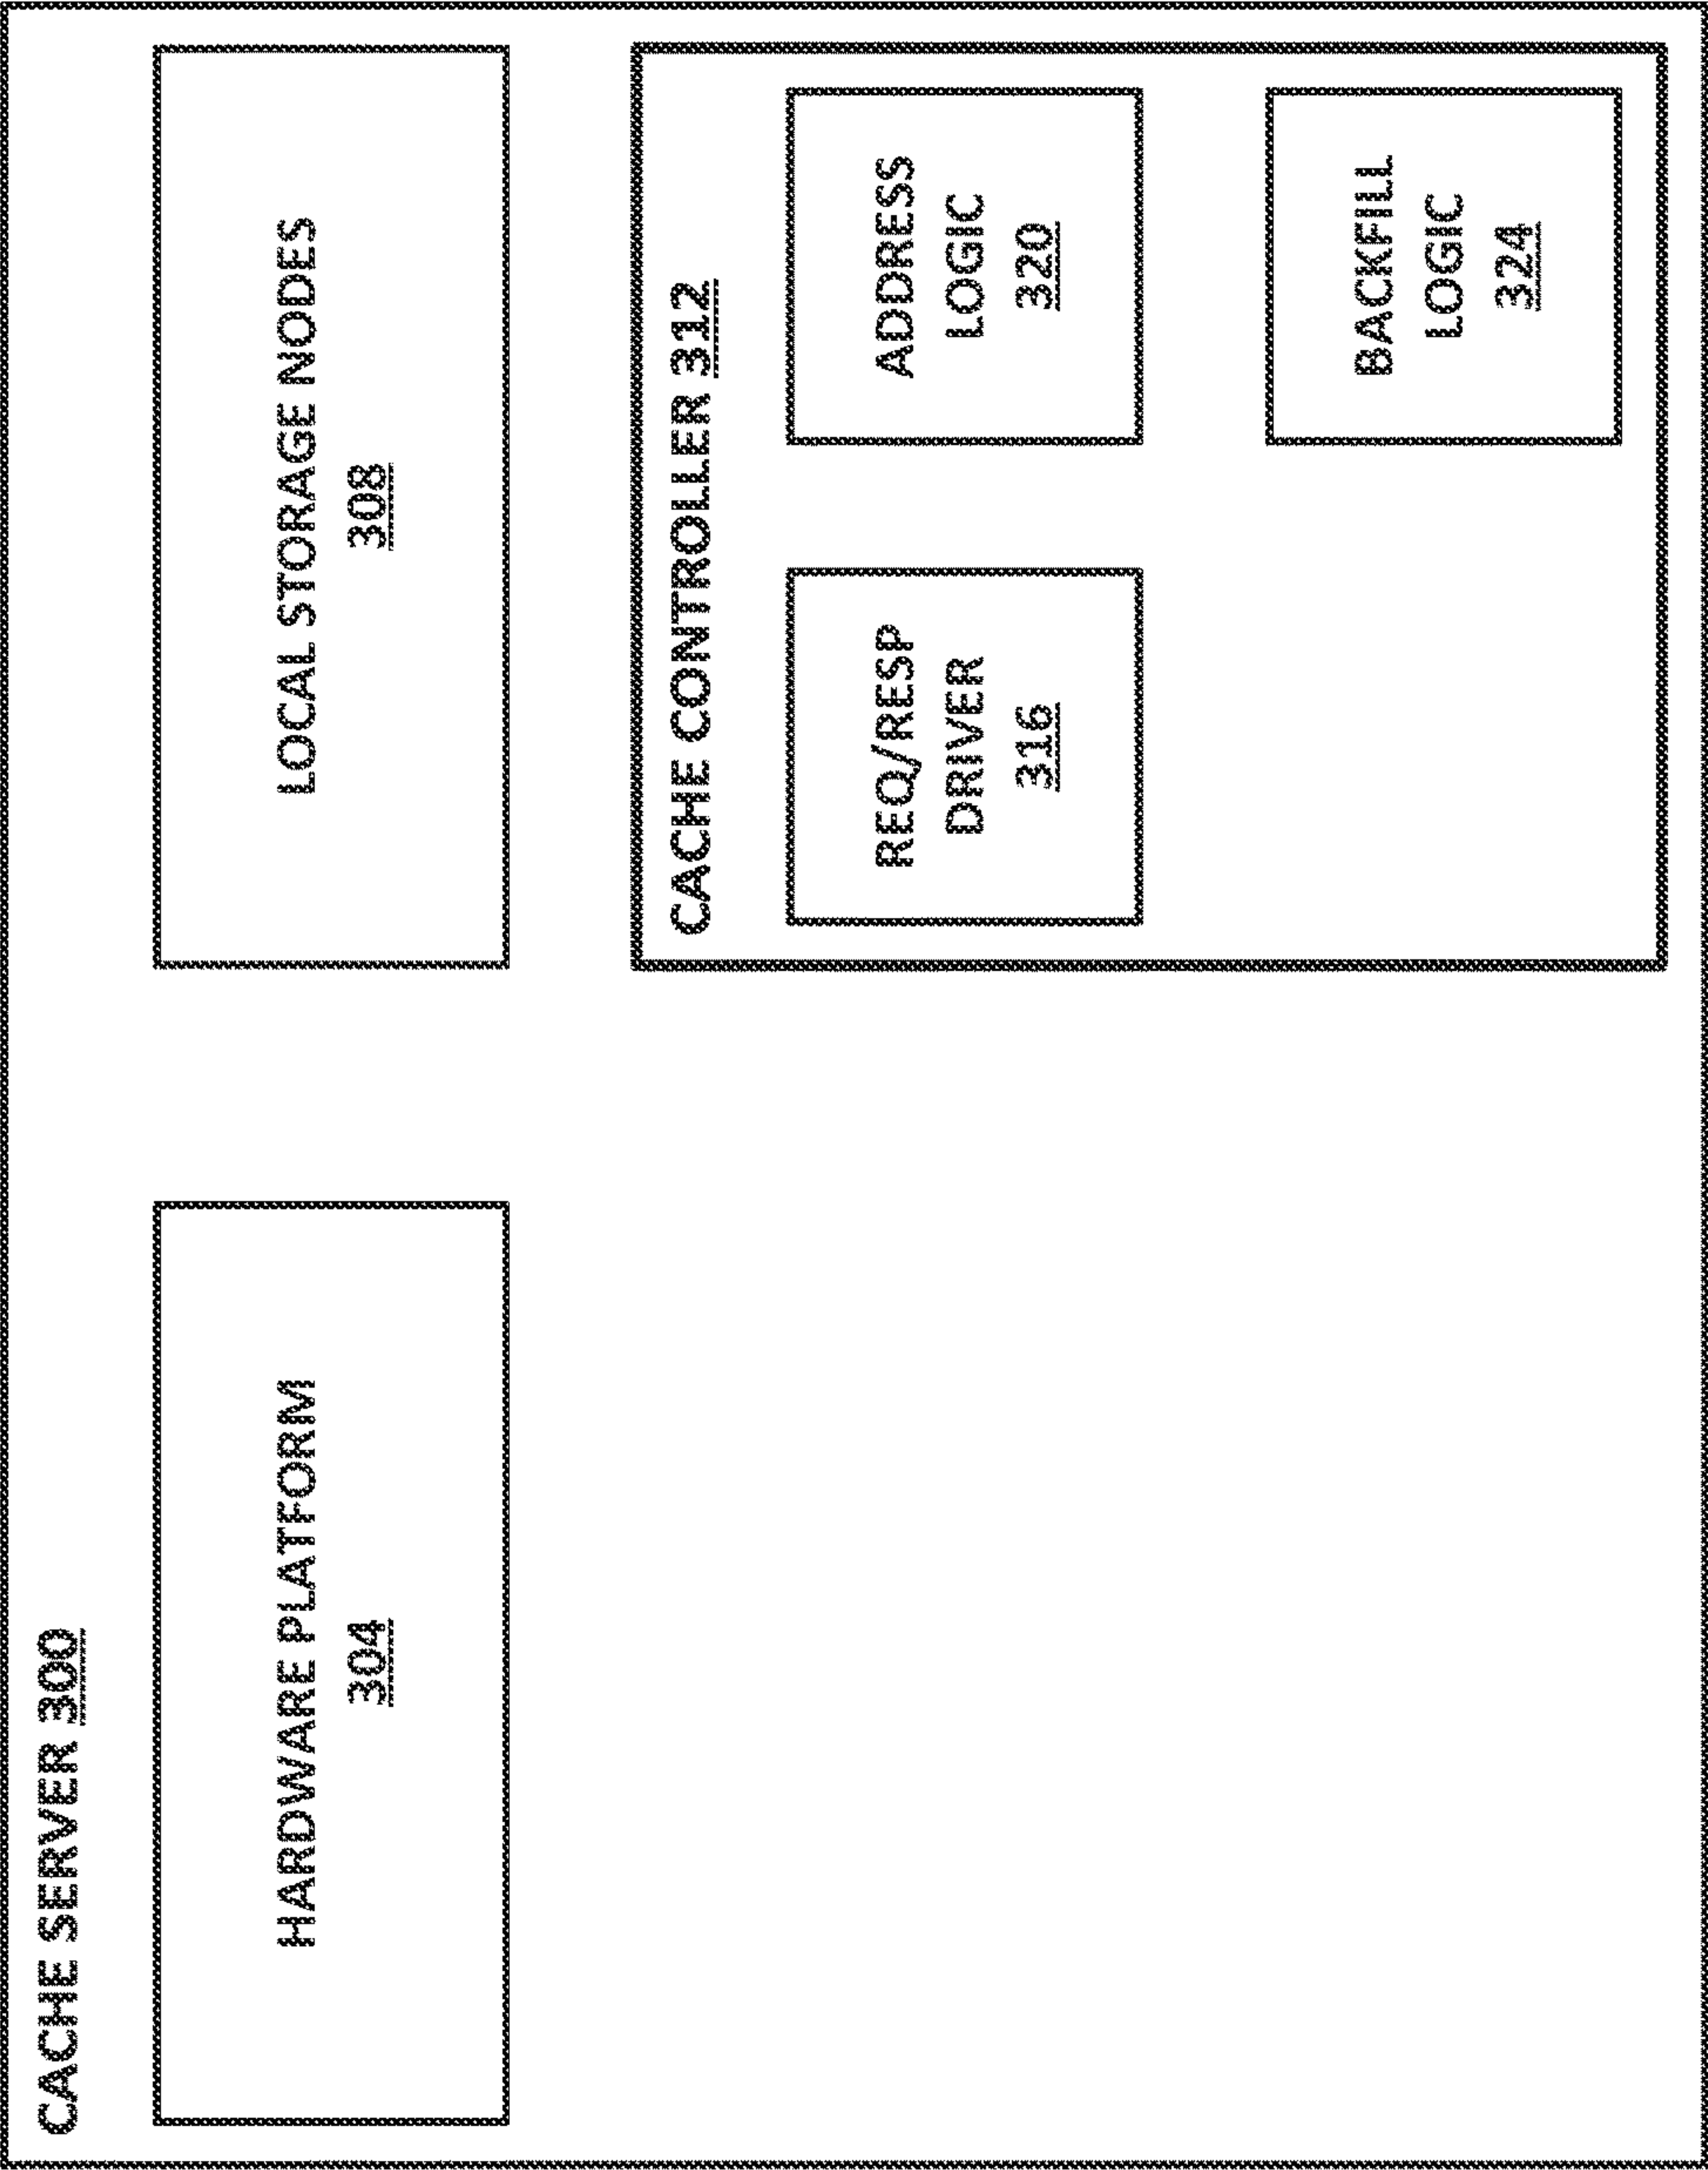 CACHE SERVER 300
HARDWARE PLATFORM
304
LOCAL STORAGE NODES
308
CACHE CONTROLLER 312
REQ/RESP
DRIVER
316
ADDRESS
LOGIC
320
BACKFILL
LOGIC
324